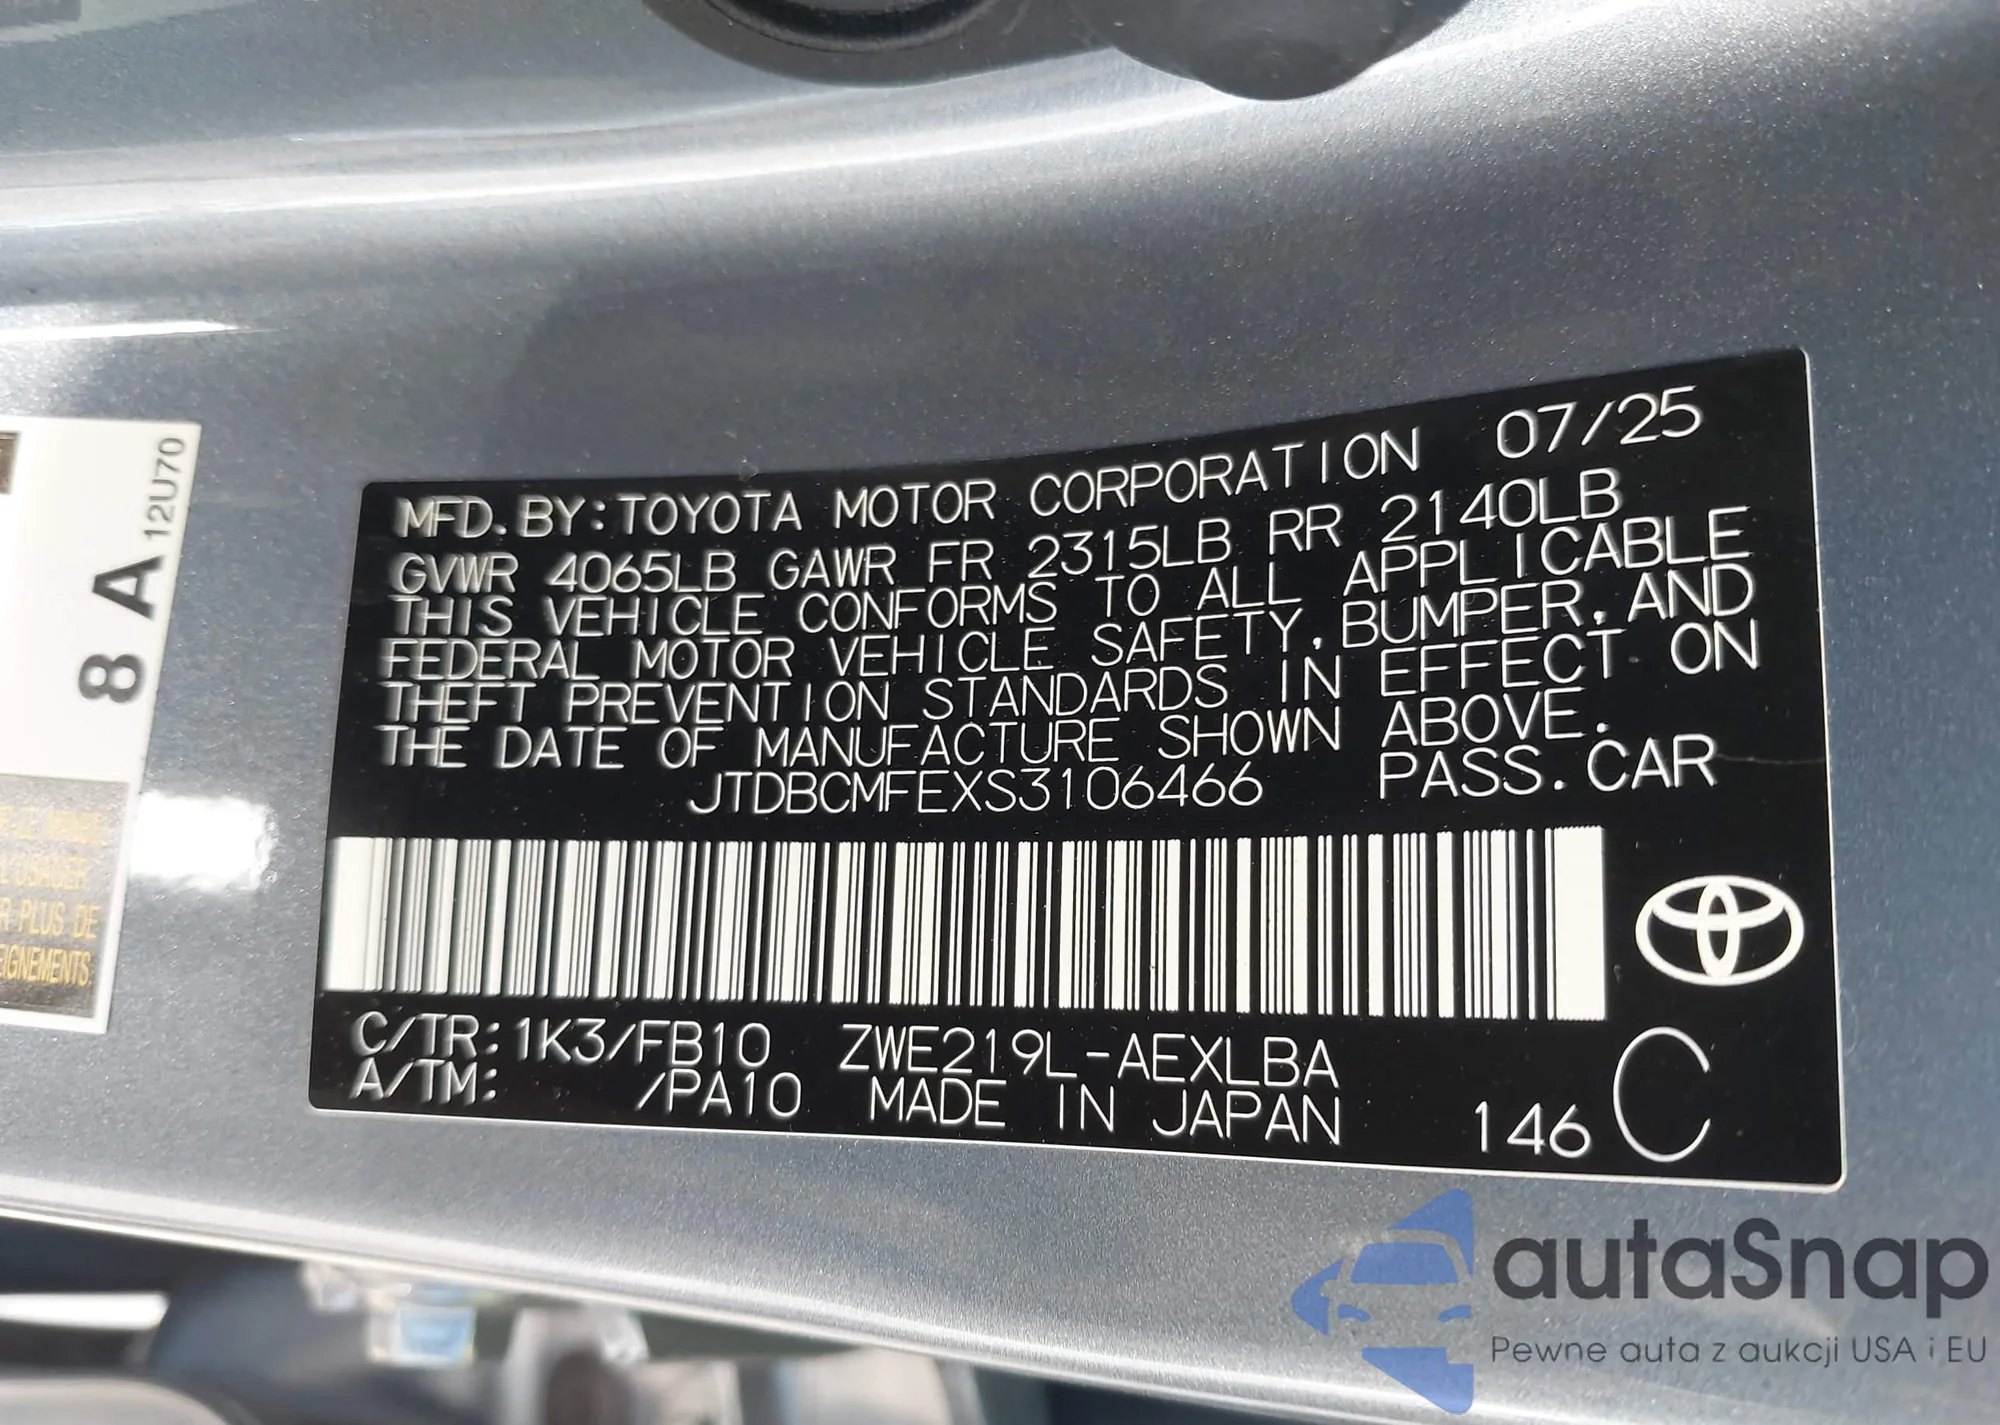 8 A 12U70
R PLUS DE
MFD. BY: TOYOTA MOTOR CORPORATION 07/25
GVWR 4065LB GAWR FR 2315LB RR 2140LB
THIS VEHICLE CONFORMS TO ALL APPLICABLE
FEDERAL MOTOR VEHICLE SAFETY, BUMPER, AND
THEFT PREVENTION STANDARDS IN EFFECT ON
THE DATE OF MANUFACTURE SHOWN ABOVE.
JTDBCMFEXS3106466 PASS. CAR
C/TR: 1K3/FB10 ZWE219L-AEXLBA
A/TM: /PA10 MADE IN JAPAN 146 C
autaSnap
Pewne auta z aukcji USA i EU